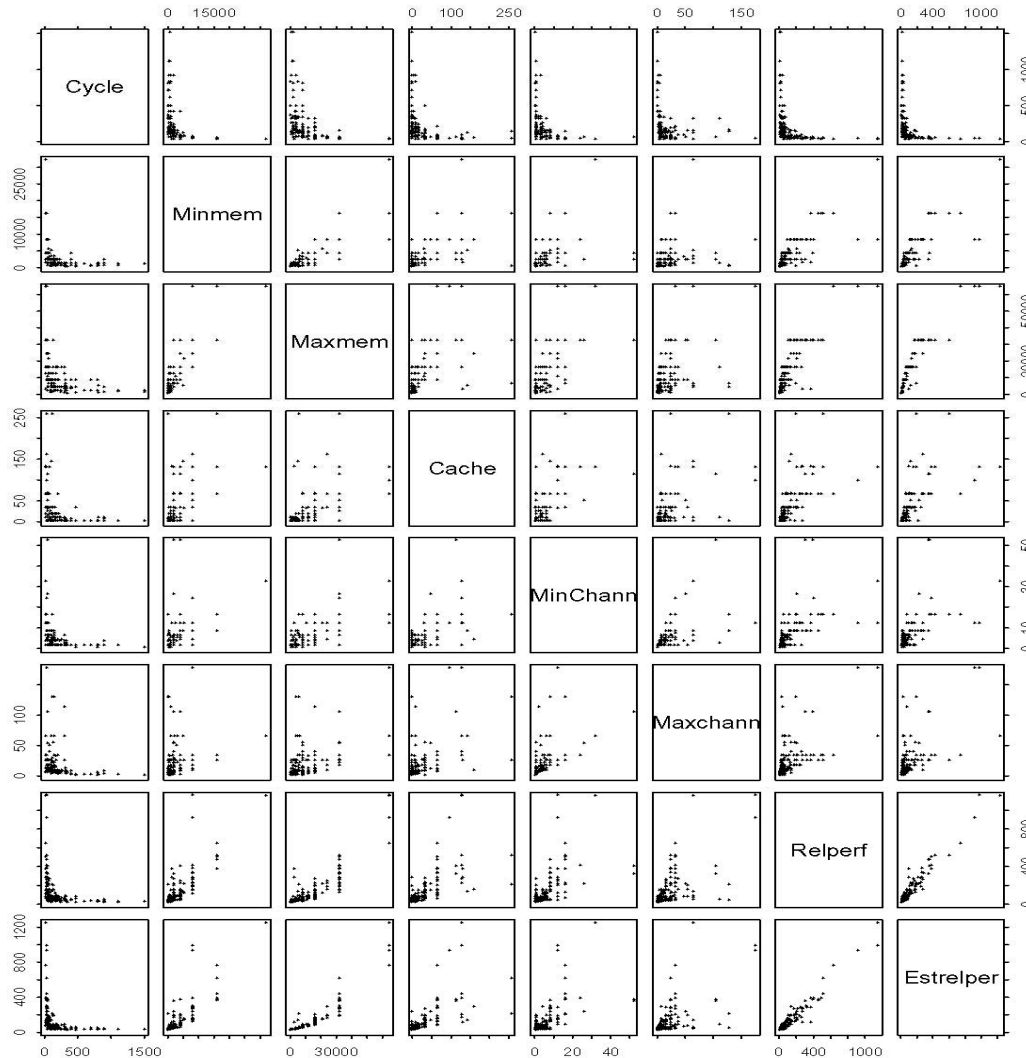 0 15000
0 100 250
0 50 150
0 400 1200
Cycle
0 500 1000
0 10000 25000
Minmem
Maxmem
0 20000 50000
0 50 150 250
Cache
MinChann
0 10 50
0 50 100
Maxchann
Relperf
0 400 800
0 400 800 1200
Estrelper
0 500 1500
0 30000
0 20 40
0 400 1000